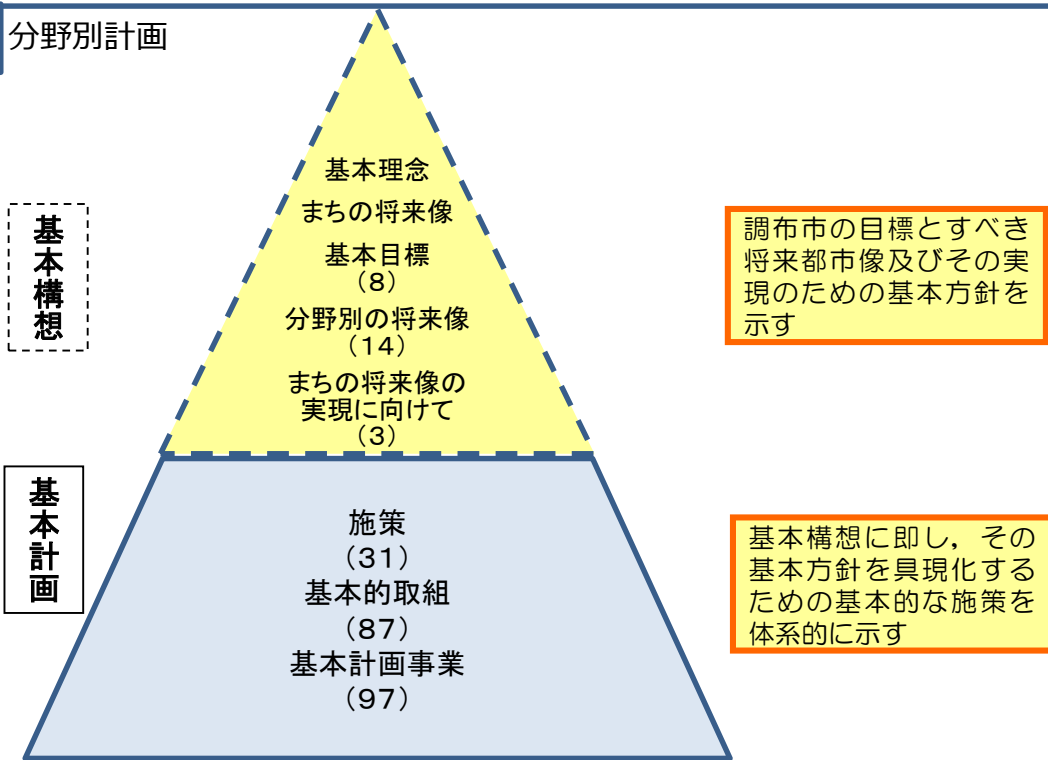 分野別計画
基本構想
基本理念
まちの将来像
基本目標
（8）
分野別の将来像
（14）
まちの将来像の
実現に向けて
（3）
調布市の目標とすべき
将来都市像及びその実
現のための基本方針を
示す
基本計画
施策
（31）
基本的取組
（87）
基本計画事業
（97）
基本構想に即し，その
基本方針を具現化する
ための基本的な施策を
体系的に示す